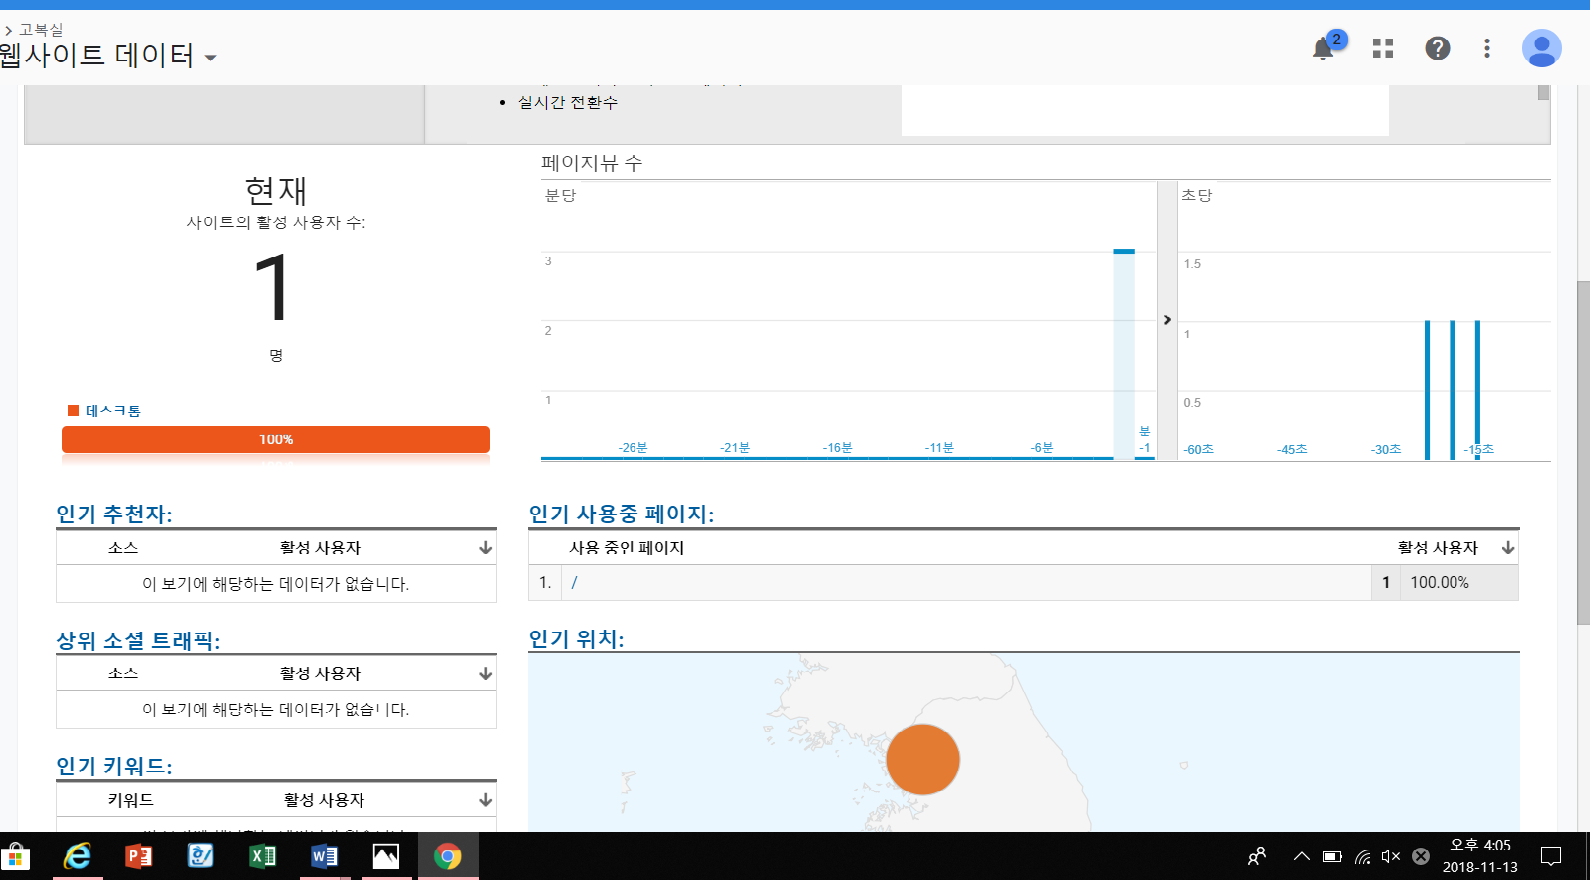 고복실
웹사이트 데이터
2
실시간 전환수
현재
사이트의 활성 사용자 수:
1
명
데스크톱
100%
페이지뷰 수
분당
3
2
1
-26분
-21분
-16분
-11분
-6분
분
-1
초당
1.5
1
0.5
-60초
-45초
-30초
-15초
인기 추천자:
소스 활성 사용자
이 보기에 해당하는 데이터가 없습니다.
상위 소셜 트래픽:
소스 활성 사용자
이 보기에 해당하는 데이터가 없습니다.
인기 키워드:
키워드 활성 사용자
인기 사용중 페이지:
사용 중인 페이지 활성 사용자
1. / 1 100.00%
인기 위치:
오후 4:05
2018-11-13